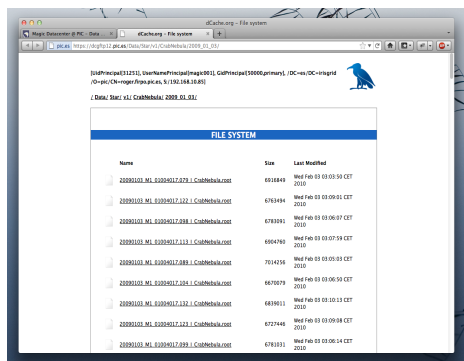 dCache.org – File system
Magic Datacenter @ PIC – Data ...
dCache.org – File system
pic.es https://dcgftp12.pic.es/Data/Star/v1/CrabNebula/2009_01_03/
[UidPrincipal[31251], UserNamePrincipal[magic001], GidPrincipal[50000,primary], /DC=es/DC=irisgrid
/O=pic/CN=roger.firpo.pic.es, S:/192.168.10.85]
/ Data/ Star/ v1/ CrabNebula/ 2009_01_03/
FILE SYSTEM
Name Size Last Modified
20090103_M1_01004017.079_I_CrabNebula.root 6916849 Wed Feb 03 03:03:50 CET
2010
20090103_M1_01004017.122_I_CrabNebula.root 6763494 Wed Feb 03 03:09:01 CET
2010
20090103_M1_01004017.098_I_CrabNebula.root 6783091 Wed Feb 03 03:06:07 CET
2010
20090103_M1_01004017.113_I_CrabNebula.root 6904760 Wed Feb 03 03:07:59 CET
2010
20090103_M1_01004017.089_I_CrabNebula.root 7014256 Wed Feb 03 03:05:03 CET
2010
20090103_M1_01004017.104_I_CrabNebula.root 6670079 Wed Feb 03 03:06:50 CET
2010
20090103_M1_01004017.132_I_CrabNebula.root 6839011 Wed Feb 03 03:10:13 CET
2010
20090103_M1_01004017.123_I_CrabNebula.root 6727446 Wed Feb 03 03:09:08 CET
2010
20090103_M1_01004017.099_I_CrabNebula.root 6781031 Wed Feb 03 03:06:14 CET
2010